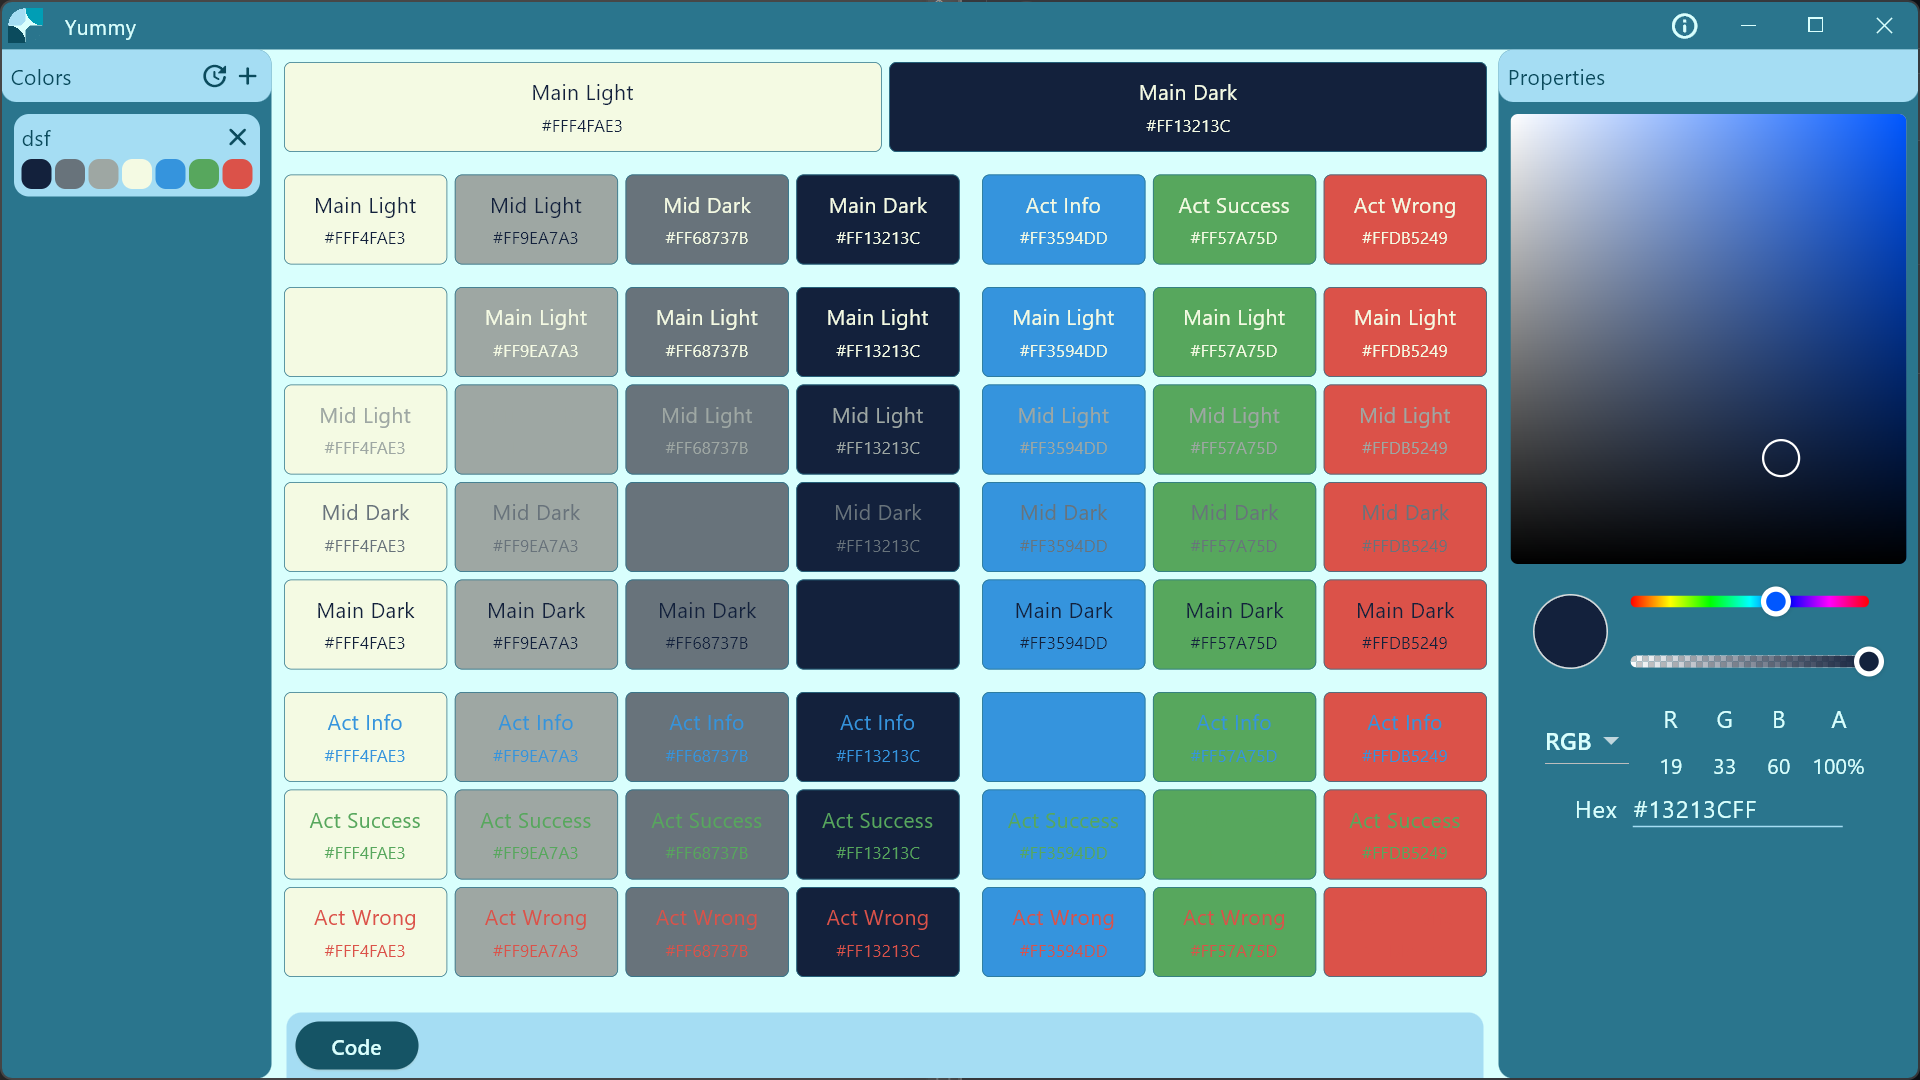 Yummy
Colors
dsf
Main Light
#FFF4FAE3
Main Dark
#FF13213C
Main Light
#FFF4FAE3
Mid Light
#FF9EA7A3
Mid Dark
#FF68737B
Main Dark
#FF13213C
Act Info
#FF3594DD
Act Success
#FF57A75D
Act Wrong
#FFDB5249
Main Light
#FF9EA7A3
Main Light
#FF68737B
Main Light
#FF13213C
Main Light
#FF3594DD
Main Light
#FF57A75D
Main Light
#FFDB5249
Mid Light
#FFF4FAE3
Mid Light
#FF68737B
Mid Light
#FF13213C
Mid Light
#FF3594DD
Mid Light
#FF57A75D
Mid Light
#FFDB5249
Mid Dark
#FFF4FAE3
Mid Dark
#FF9EA7A3
Mid Dark
#FF13213C
Mid Dark
#FF3594DD
Mid Dark
#FF57A75D
Mid Dark
#FFDB5249
Main Dark
#FFF4FAE3
Main Dark
#FF9EA7A3
Main Dark
#FF68737B
Main Dark
#FF3594DD
Main Dark
#FF57A75D
Main Dark
#FFDB5249
Act Info
#FFF4FAE3
Act Info
#FF9EA7A3
Act Info
#FF68737B
Act Info
#FF13213C
Act Info
#FF57A75D
Act Info
#FFDB5249
Act Success
#FFF4FAE3
Act Success
#FF9EA7A3
Act Success
#FF68737B
Act Success
#FF13213C
Act Success
#FF3594DD
Act Success
#FFDB5249
Act Wrong
#FFF4FAE3
Act Wrong
#FF9EA7A3
Act Wrong
#FF68737B
Act Wrong
#FF13213C
Act Wrong
#FF3594DD
Act Wrong
#FF57A75D
Code
Properties
RGB
R G B A
19 33 60 100%
Hex #13213CFF